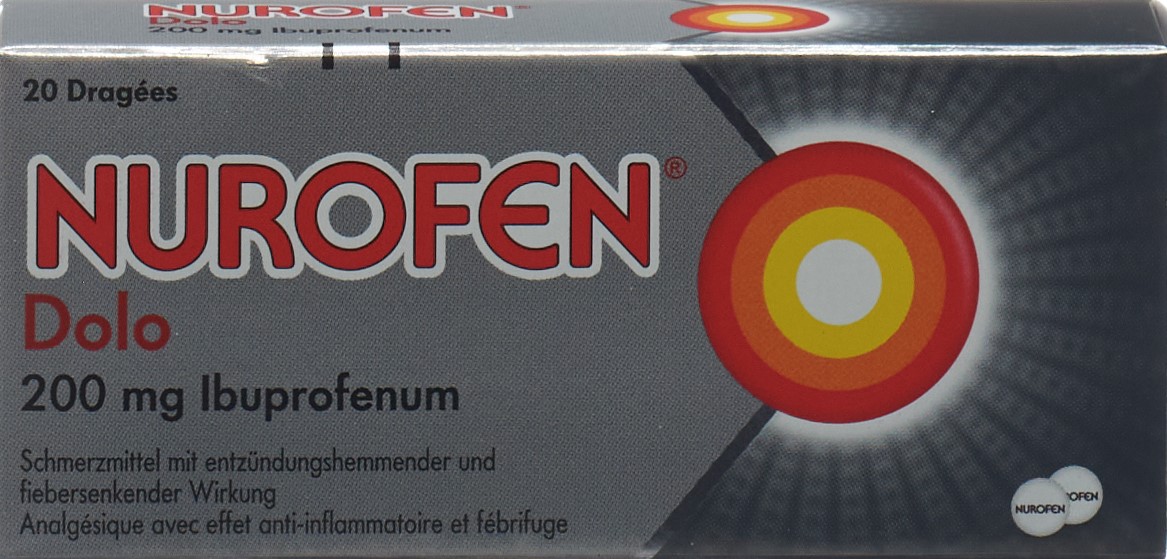 NUROFEN®
Dolo
200 mg Ibuprofenum
20 Dragées
NUROFEN®
Dolo
200 mg Ibuprofenum
Schmerzmittel mit entzündungshemmender und
fiebersenkender Wirkung
Analgésique avec effet anti-inflammatoire et fébrifuge
NUROFEN
OFEN